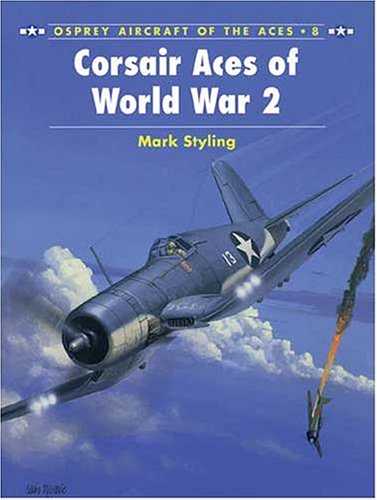 OSPREY AIRCRAFT OF THE ACES • 8
Corsair Aces of
World War 2
Mark Styling
13